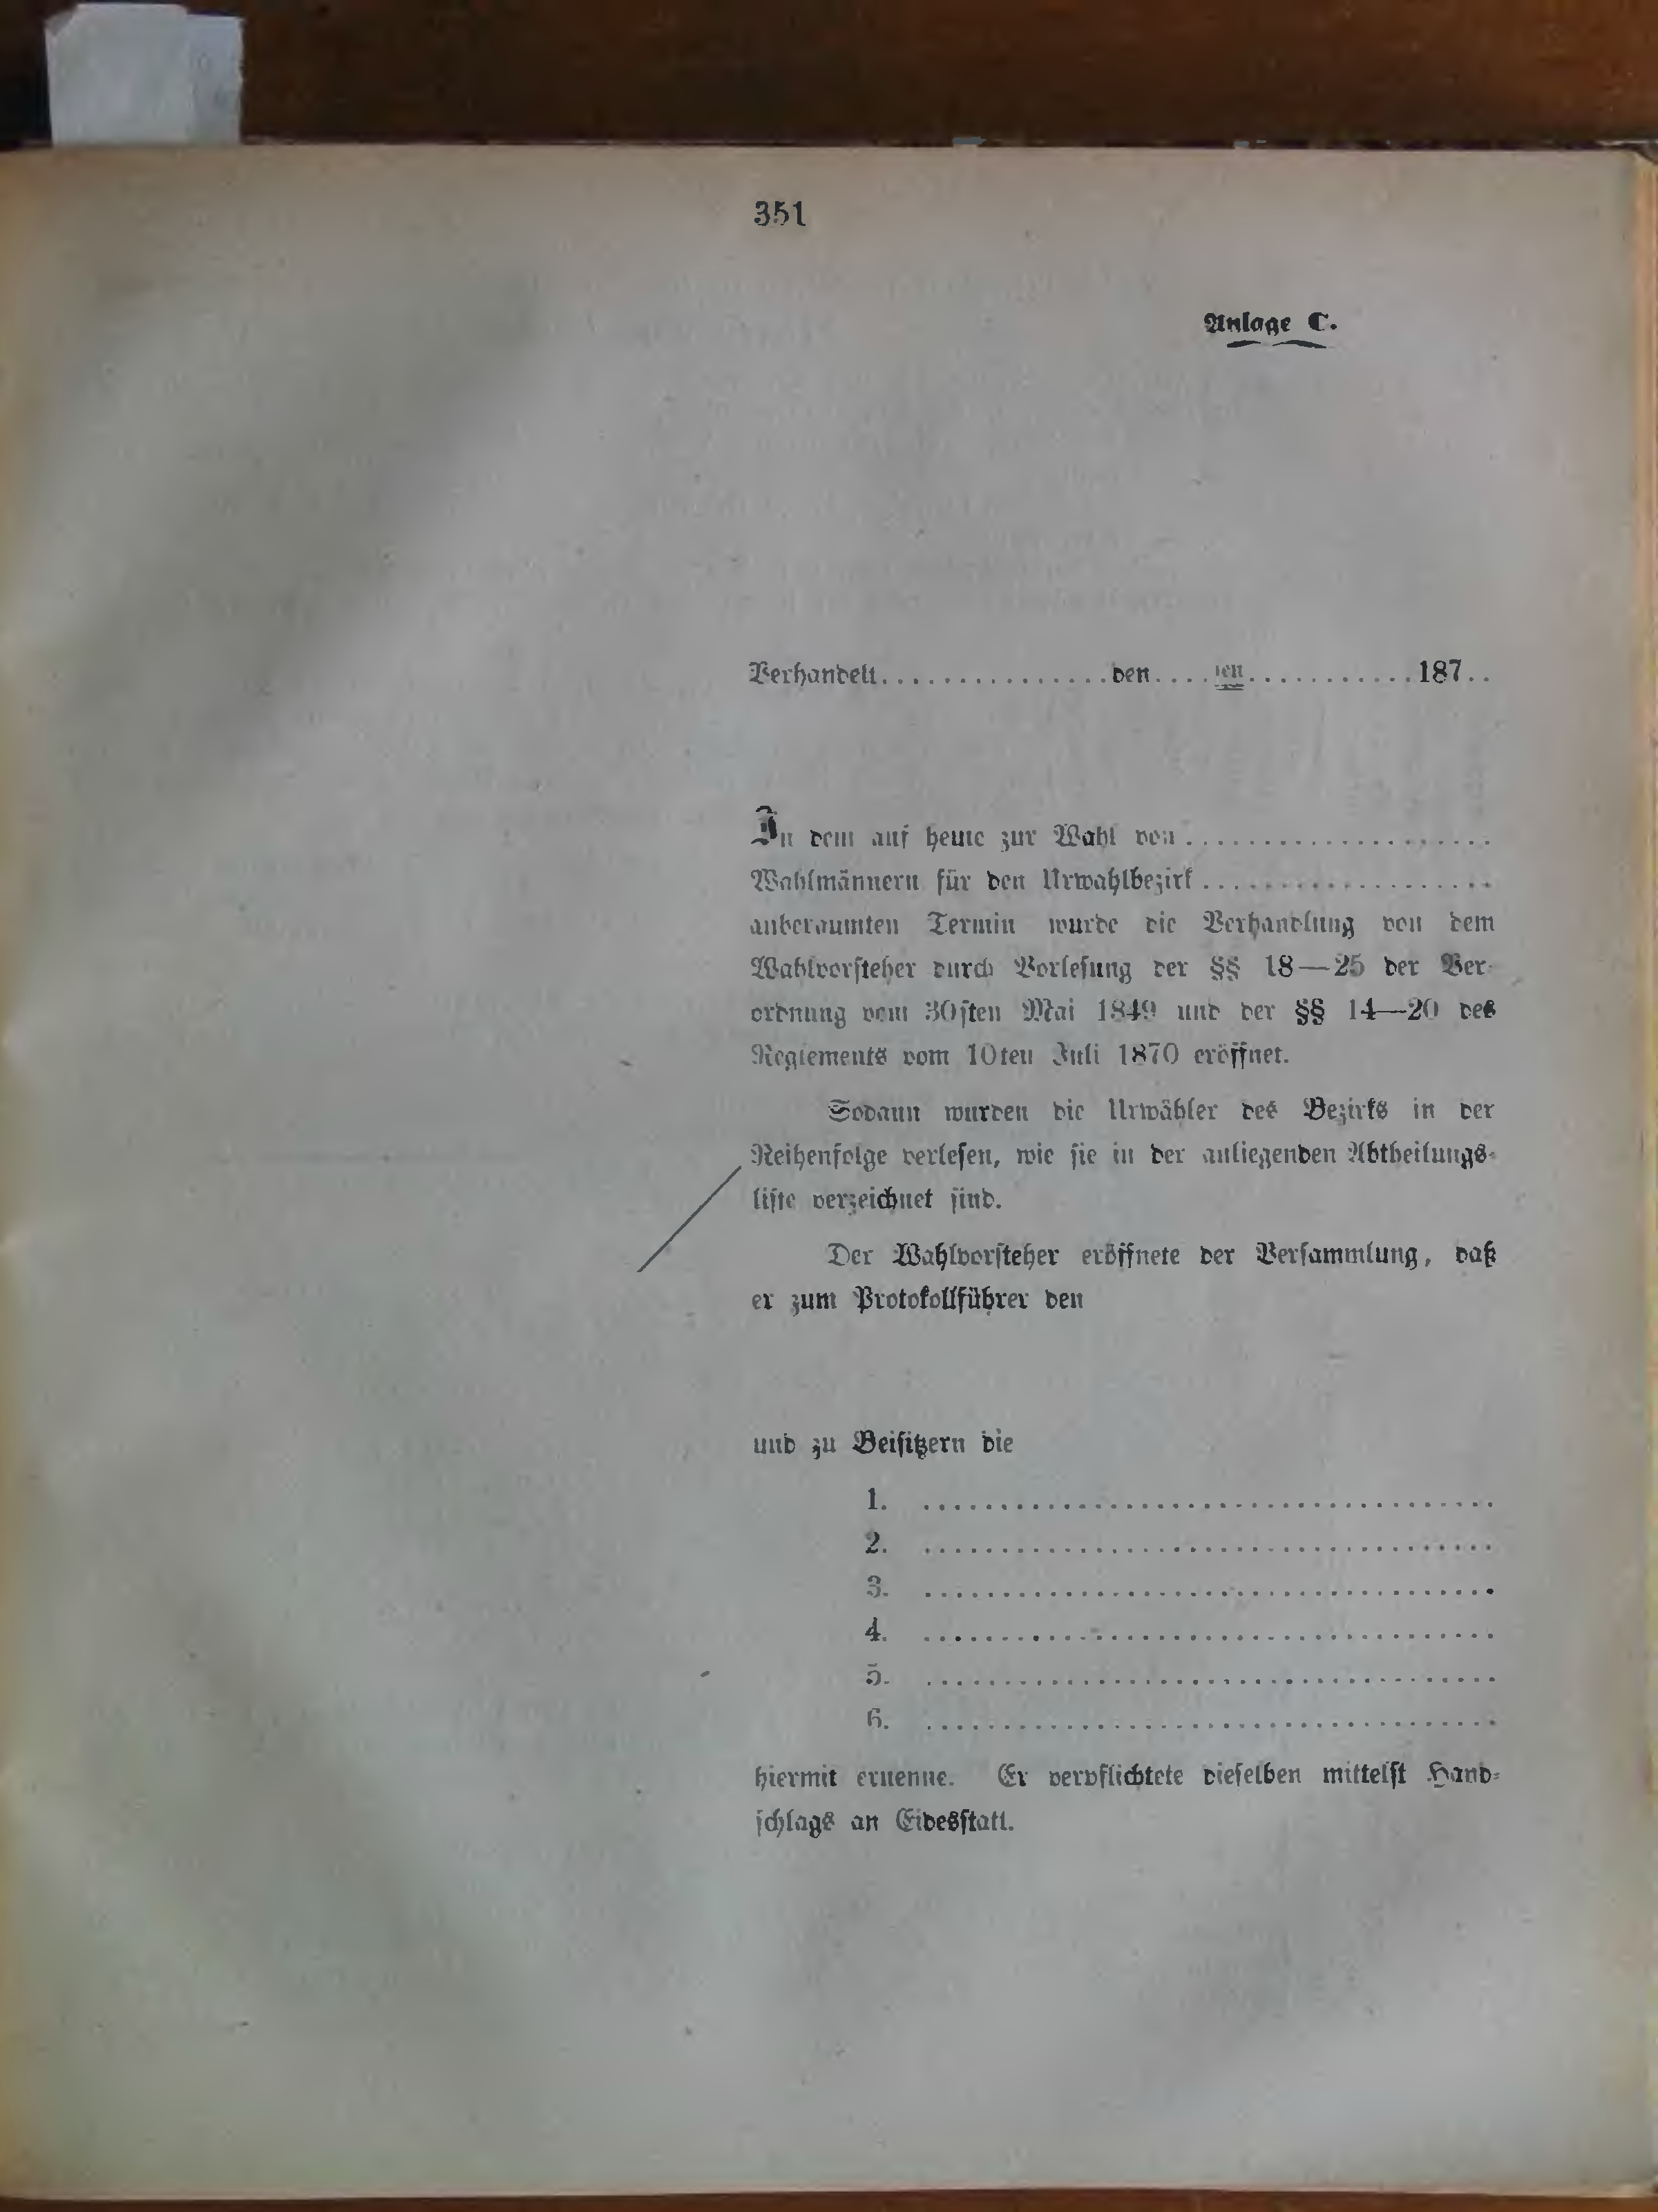 351
Anlage C.
Verhandelt...............den....ten...........187..
In dem auf heute zur Wahl von.....................
Wahlmännern für den Urwahlbezirk...................
anberaumten Termin wurde die Verhandlung von dem
Wahlvorsteher durch Vorlesung der §§ 18—25 der Ver-
ordnung vom 30sten Mai 1849 und der §§ 14—20 des
Reglements vom 10ten Juli 1870 eröffnet.
Sodann wurden die Urwähler des Bezirks in der
Reihenfolge verlesen, wie sie in der anliegenden Abtheilungs-
liste verzeichnet sind.
Der Wahlvorsteher eröffnete der Versammlung, daß
er zum Protokollführer den
und zu Beisitzern die
1. .....................................
2. .....................................
3. .....................................
4. .....................................
5. .....................................
6. .....................................
hiermit ernenne. Er verpflichtete dieselben mittelst Hand-
schlags an Eidesstatt.